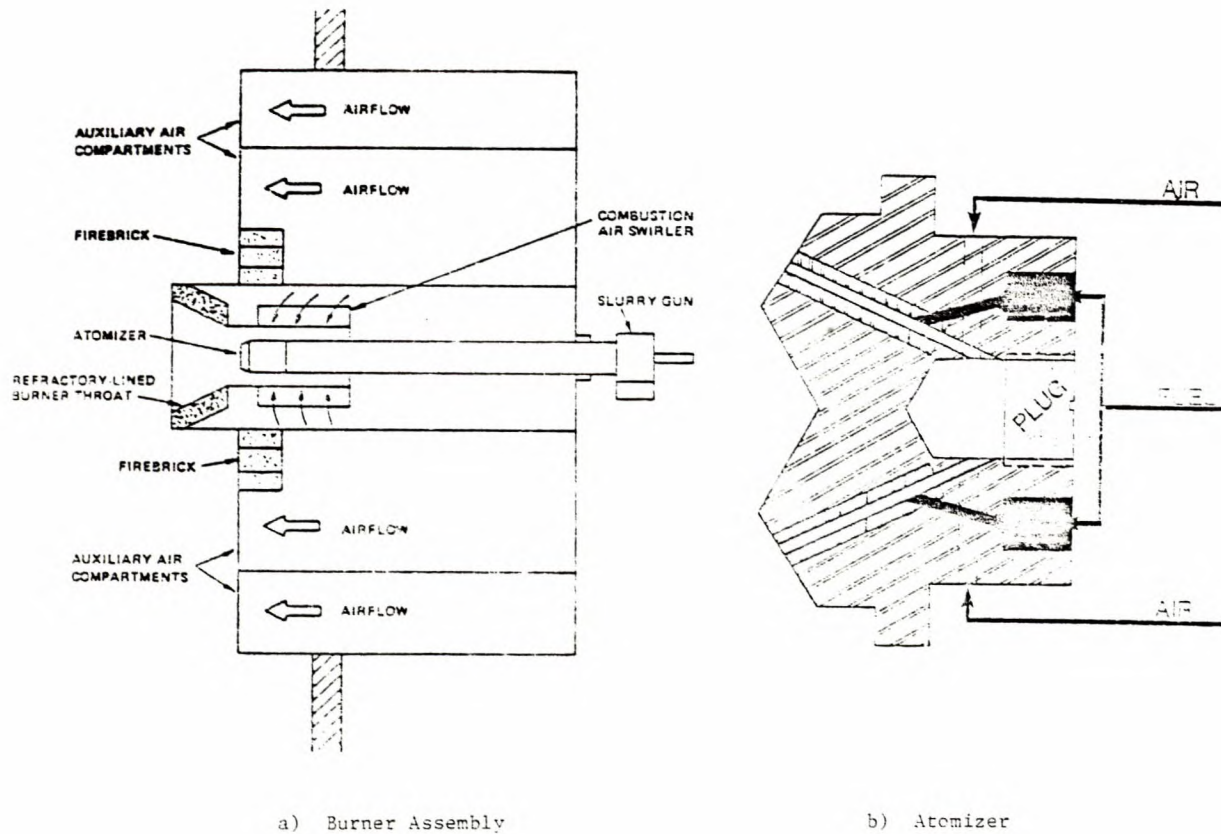 AIRFLOW
AUXILIARY AIR
COMPARTMENTS
AIRFLOW
FIREBRICK
COMBUSTION
AIR SWIRLER
SLURRY GUN
ATOMIZER
REFRACTORY-LINED
BURNER THROAT
FIREBRICK
AIRFLOW
AUXILIARY AIR
COMPARTMENTS
AIRFLOW
a) Burner Assembly
AIR
PLUG
FUEL
AIR
b) Atomizer